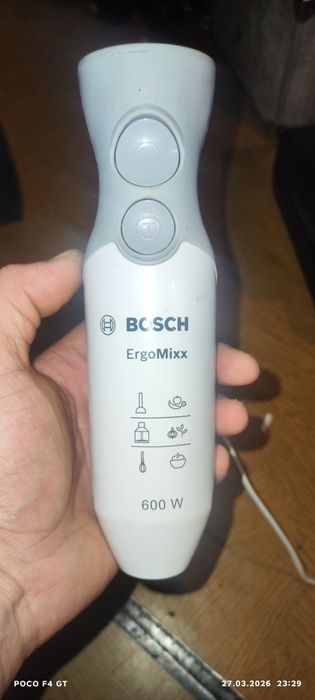 BOSCH
ErgoMixx
600 W
POCO F4 GT
27.03.2026 23:29